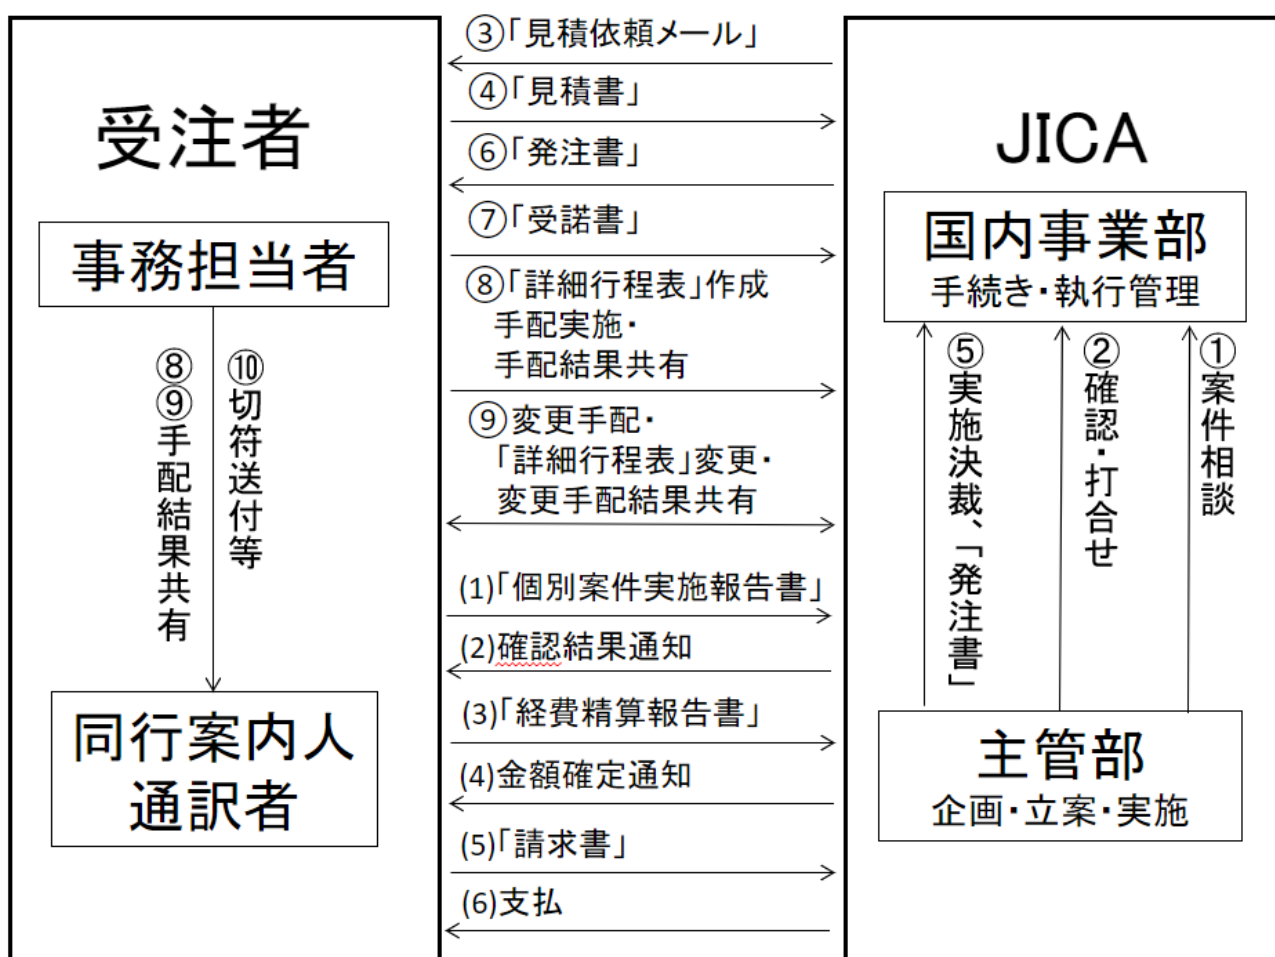 受注者
事務担当者
⑧⑨手配結果共有
⑩切符送付等
同行案内人
通訳者
③「見積依頼メール」
④「見積書」
⑥「発注書」
⑦「受諾書」
⑧「詳細行程表」作成
手配実施・
手配結果共有
⑨変更手配・
「詳細行程表」変更・
変更手配結果共有
(1)「個別案件実施報告書」
(2)確認結果通知
(3)「経費精算報告書」
(4)金額確定通知
(5)「請求書」
(6)支払
JICA
国内事業部
手続き・執行管理
①案件相談
②確認・打合せ
⑤実施決裁、「発注書」
主管部
企画・立案・実施